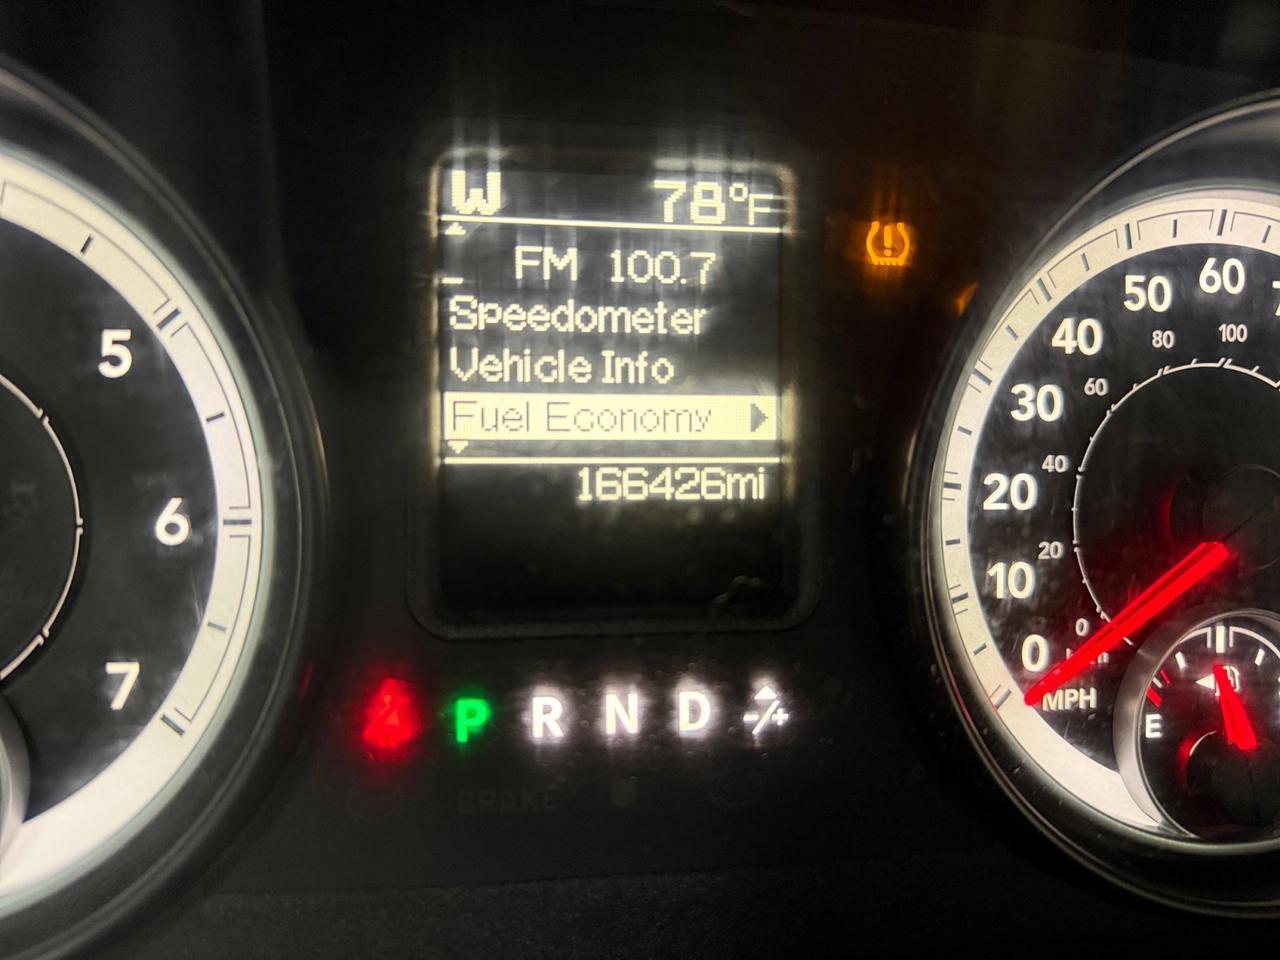 W 78°F
FM 100.7
Speedometer
Vehicle Info
Fuel Economy
166426mi
5
6
7
P R N D -/+
BRAKE
60
50
40
30
20
10
0
MPH
100
80
60
40
20
0
E